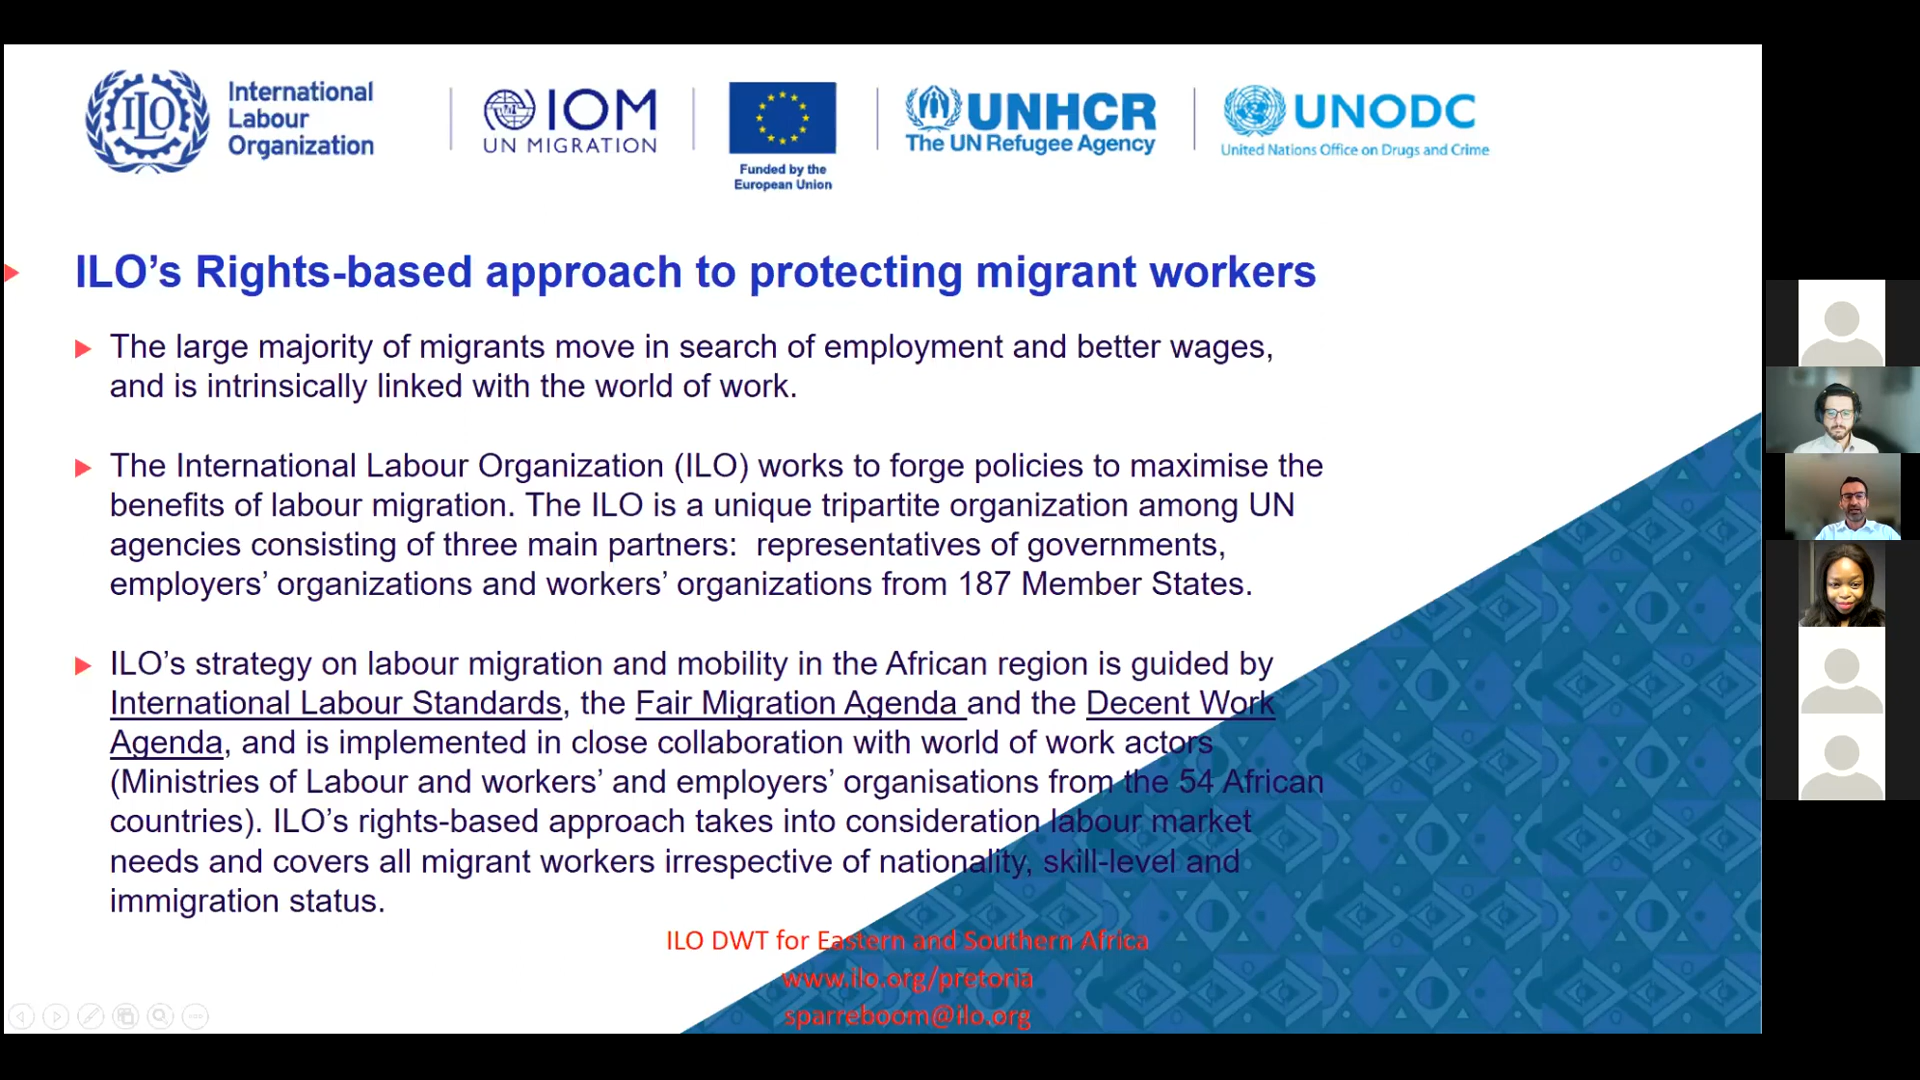 ILO
International
Labour
Organization
IOM
UN MIGRATION
Funded by the
European Union
UNHCR
The UN Refugee Agency
UNODC
United Nations Office on Drugs and Crime
ILO’s Rights-based approach to protecting migrant workers
The large majority of migrants move in search of employment and better wages,
and is intrinsically linked with the world of work.
The International Labour Organization (ILO) works to forge policies to maximise the
benefits of labour migration. The ILO is a unique tripartite organization among UN
agencies consisting of three main partners:  representatives of governments,
employers’ organizations and workers’ organizations from 187 Member States.
ILO’s strategy on labour migration and mobility in the African region is guided by
International Labour Standards, the Fair Migration Agenda and the Decent Work
Agenda, and is implemented in close collaboration with world of work actors
(Ministries of Labour and workers’ and employers’ organisations from the 54 African
countries). ILO’s rights-based approach takes into consideration labour market
needs and covers all migrant workers irrespective of nationality, skill-level and
immigration status.
ILO DWT for Eastern and Southern Africa
www.ilo.org/pretoria
sparreboom@ilo.org